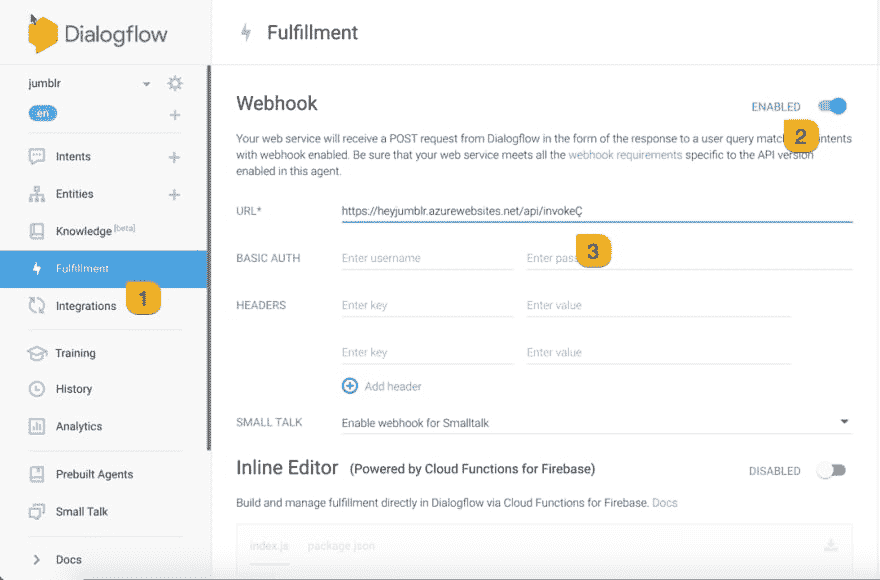 Dialogflow
jumblr
en
Intents
Entities
Knowledge [beta]
Fulfillment
Integrations
1
Training
History
Analytics
Prebuilt Agents
Small Talk
Docs
Fulfillment
Webhook
ENABLED
2
Your web service will receive a POST request from Dialogflow in the form of the response to a user query intents
with webhook enabled. Be sure that your web service meets all the webhook requirements specific to the API version
enabled in this agent.
URL*
https://heyjumblr.azurewebsites.net/api/invokeÇ
BASIC AUTH
Enter username
Enter
3
HEADERS
Enter key
Enter value
Enter key
Enter value
Add header
SMALL TALK
Enable webhook for Smalltalk
Inline Editor (Powered by Cloud Functions for Firebase)
DISABLED
Build and manage fulfillment directly in Dialogflow via Cloud Functions for Firebase. Docs
index.js
package.json